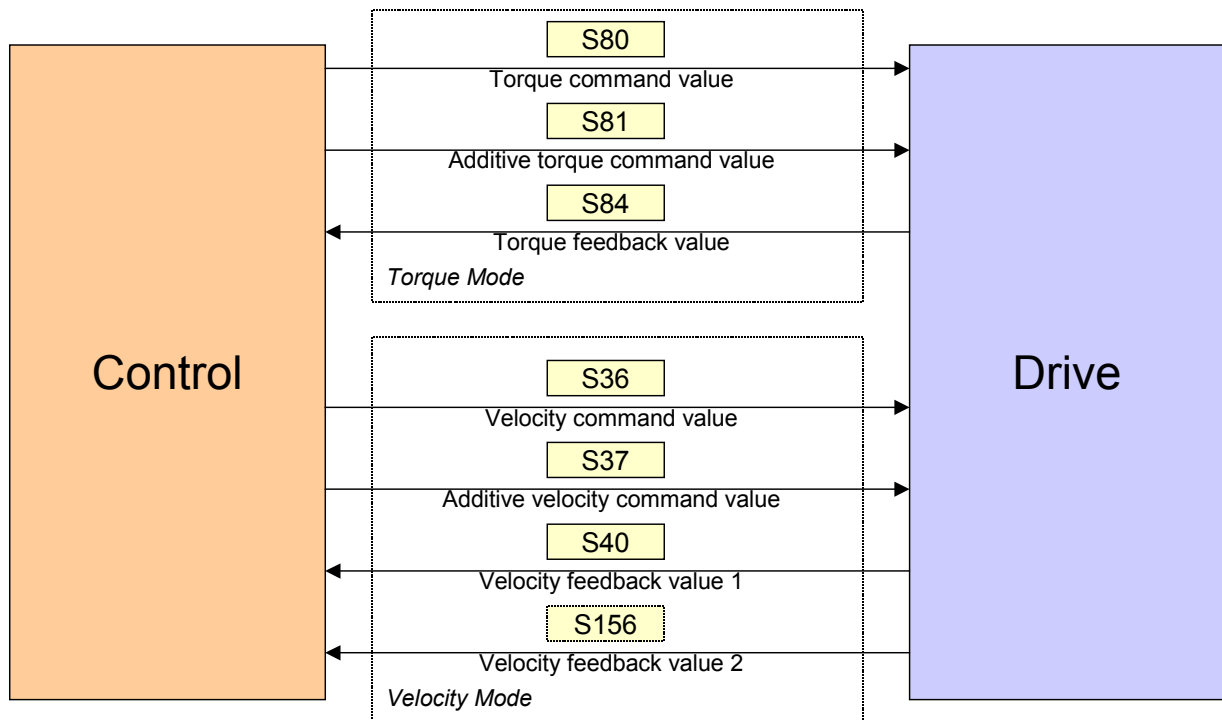 S80
Torque command value
S81
Additive torque command value
S84
Torque feedback value
Torque Mode
Control
Drive
S36
Velocity command value
S37
Additive velocity command value
S40
Velocity feedback value 1
S156
Velocity feedback value 2
Velocity Mode